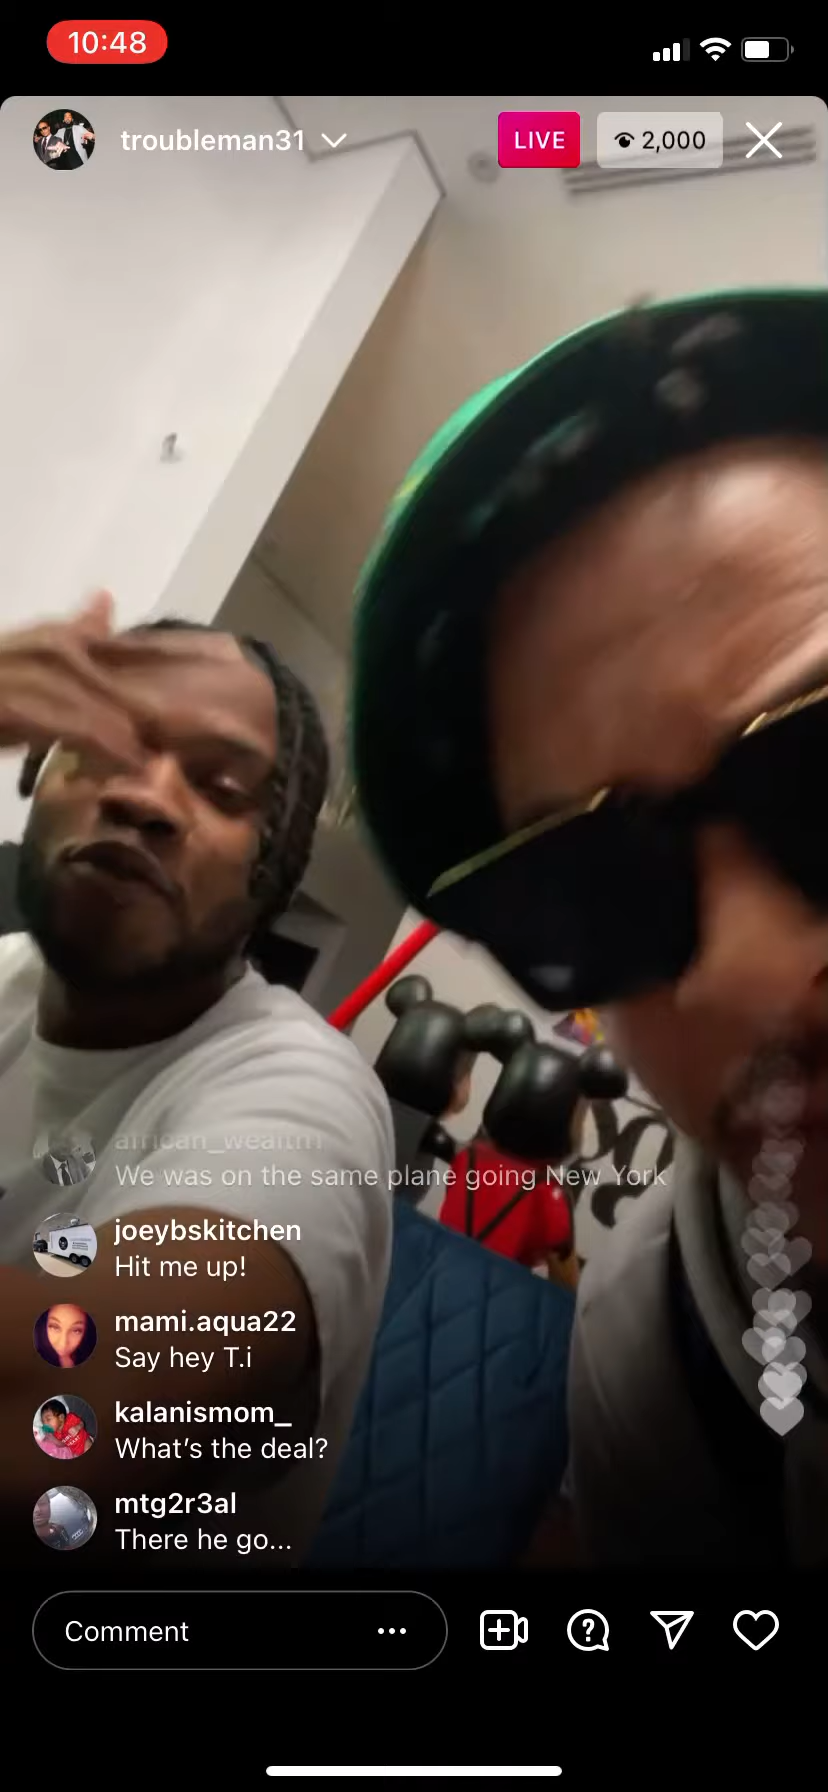 10:48
troubleman31
LIVE
2,000
african_wealth1
We was on the same plane going New York
joeybskitchen
Hit me up!
mami.aqua22
Say hey T.i
kalanismom_
What's the deal?
mtg2r3al
There he go...
Comment